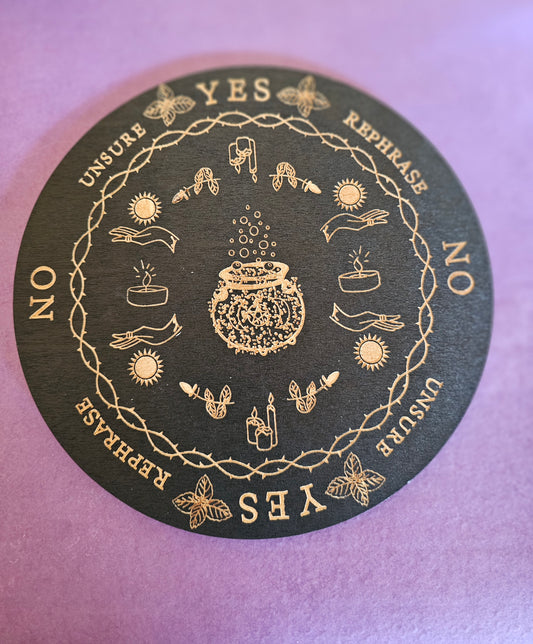 YES
REPHRASE
NO
UNSURE
YES
REPHRASE
NO
UNSURE